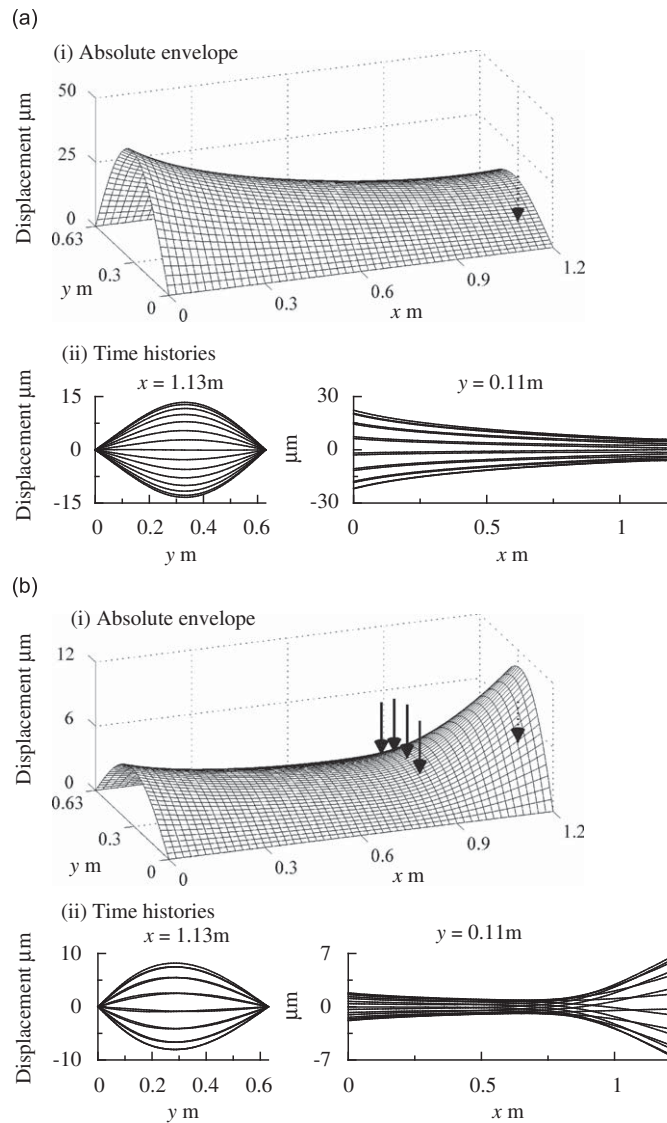 (a)
(i) Absolute envelope
Displacement μm
50
25
0
0.63
0.3
0
y m
0
0.3
0.6
0.9
1.2
x m
(ii) Time histories
x = 1.13m
Displacement μm
15
0
-15
0
0.2
0.4
0.6
y m
y = 0.11m
μm
30
0
-30
0
0.5
1
x m
(b)
(i) Absolute envelope
Displacement μm
12
6
0
0.63
0.3
0
y m
0
0.3
0.6
0.9
1.2
x m
(ii) Time histories
x = 1.13m
Displacement μm
10
0
-10
0
0.2
0.4
0.6
y m
y = 0.11m
μm
7
0
-7
0
0.5
1
x m